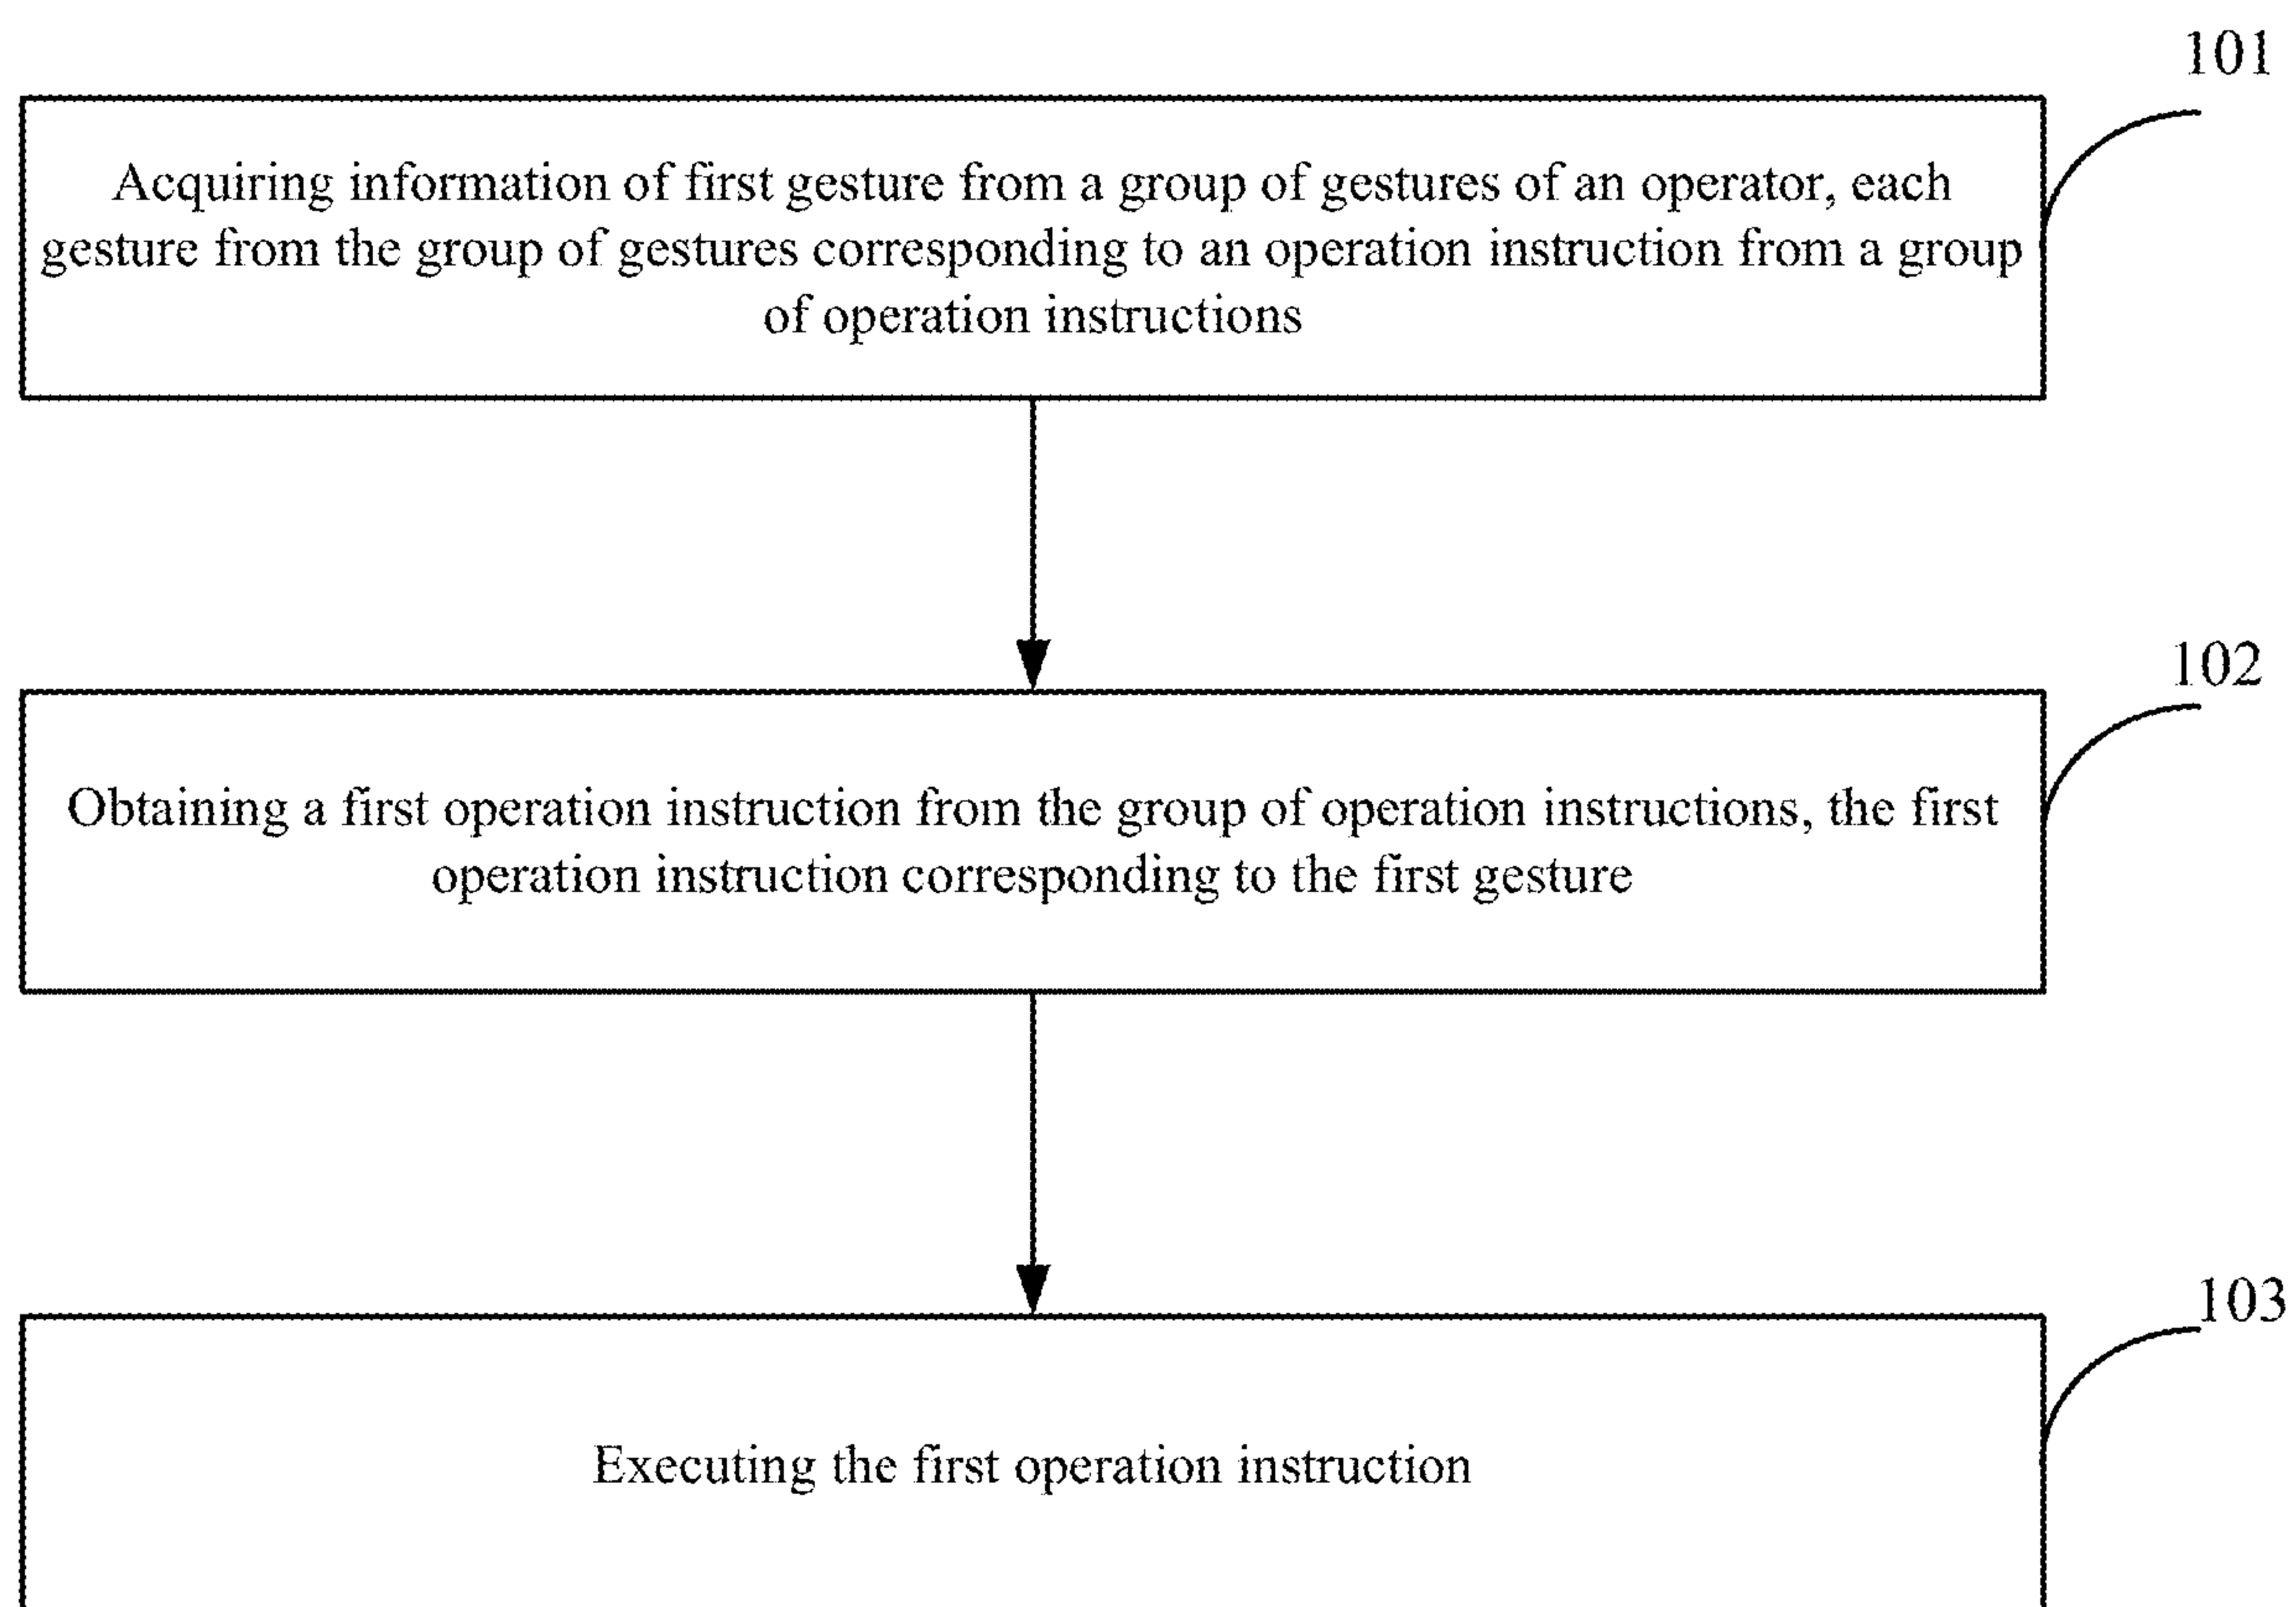 101
Acquiring information of first gesture from a group of gestures of an operator, each
gesture from the group of gestures corresponding to an operation instruction from a group
of operation instructions
102
Obtaining a first operation instruction from the group of operation instructions, the first
operation instruction corresponding to the first gesture
103
Executing the first operation instruction